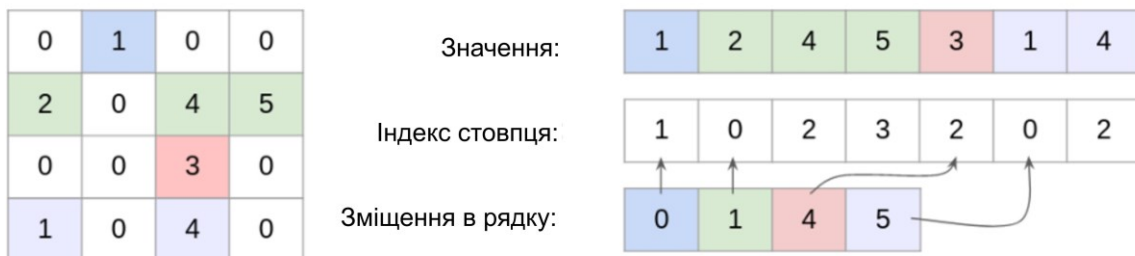 0 1 0 0
2 0 4 5
0 0 3 0
1 0 4 0
Значення: 1 2 4 5 3 1 4
Індекс стовпця: 1 0 2 3 2 0 2
Зміщення в рядку: 0 1 4 5